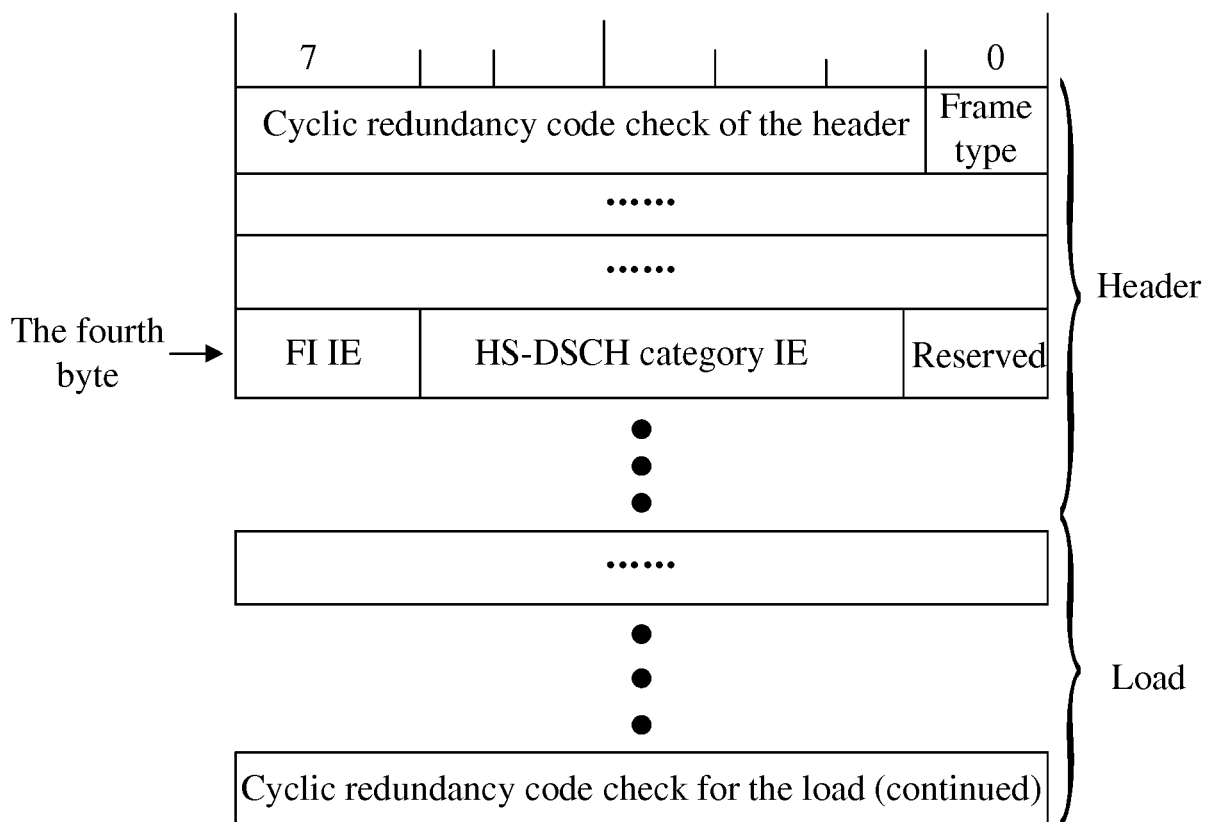 7 0
Cyclic redundancy code check of the header
Frame
type
......
......
Header
The fourth
byte
FI IE
HS-DSCH category IE
Reserved
......
Load
Cyclic redundancy code check for the load (continued)